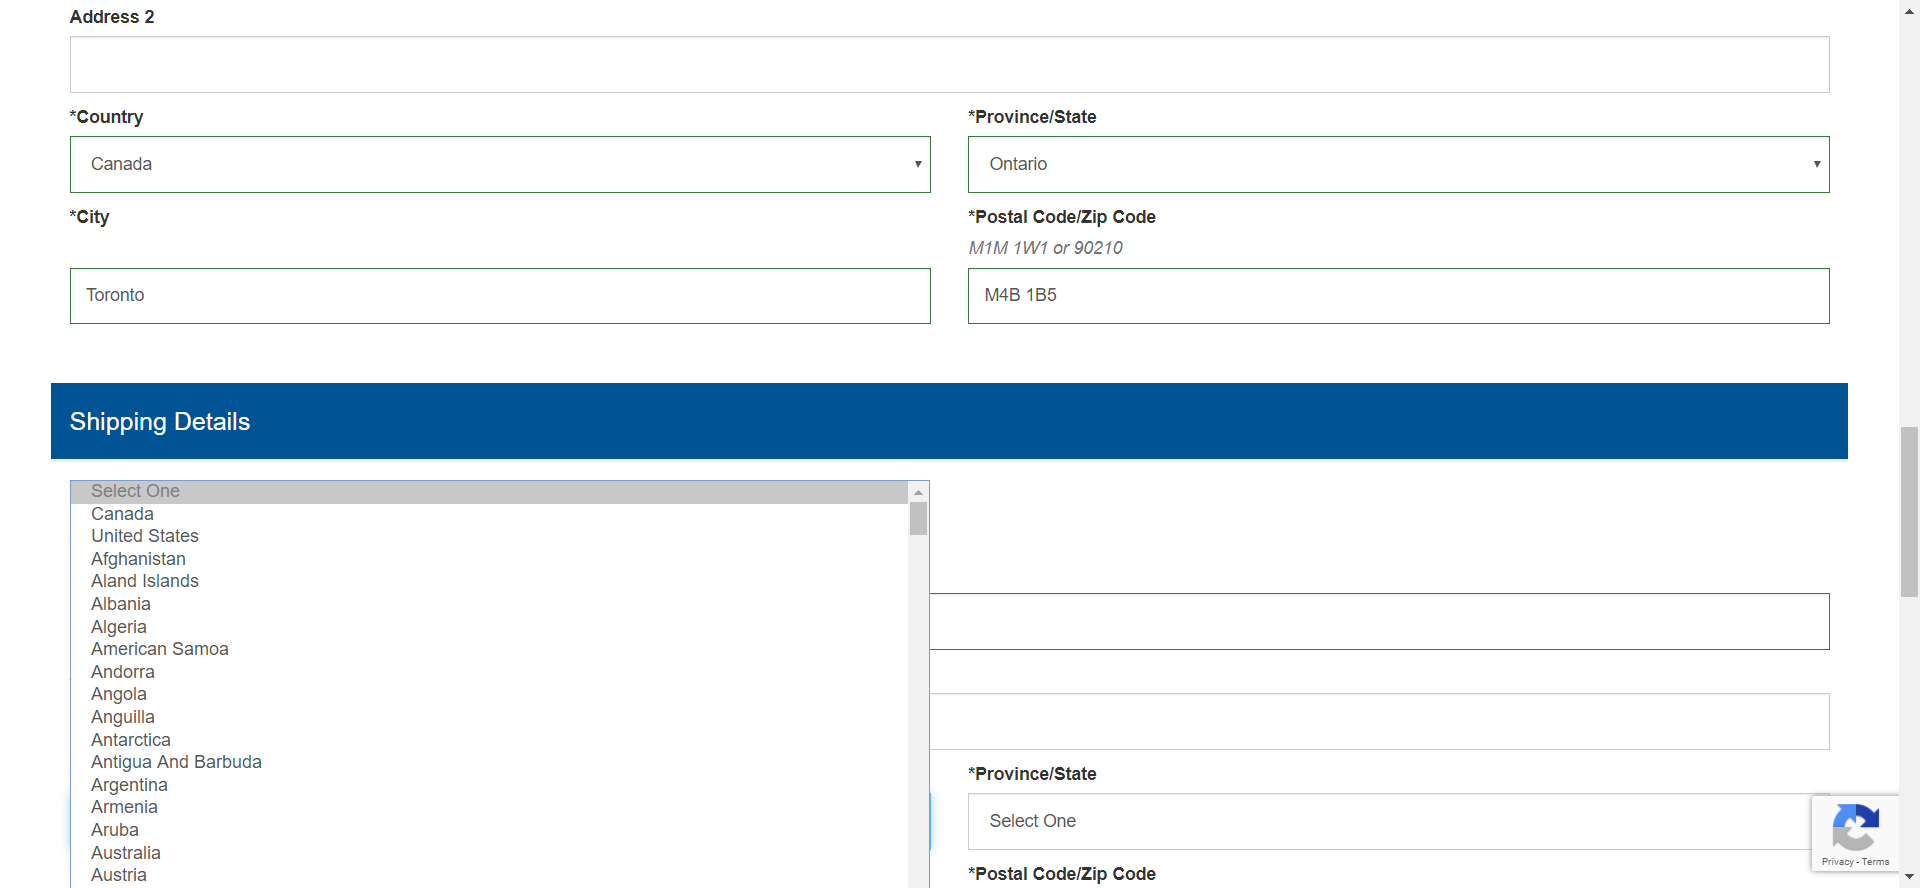 Address 2
*Country
*Province/State
Canada
Ontario
*City
*Postal Code/Zip Code
M1M 1W1 or 90210
Toronto
M4B 1B5
Shipping Details
Select One
Canada
United States
Afghanistan
Aland Islands
Albania
Algeria
American Samoa
Andorra
Angola
Anguilla
Antarctica
Antigua And Barbuda
Argentina
Armenia
Aruba
Australia
Austria
*Province/State
Select One
*Postal Code/Zip Code
Privacy - Terms